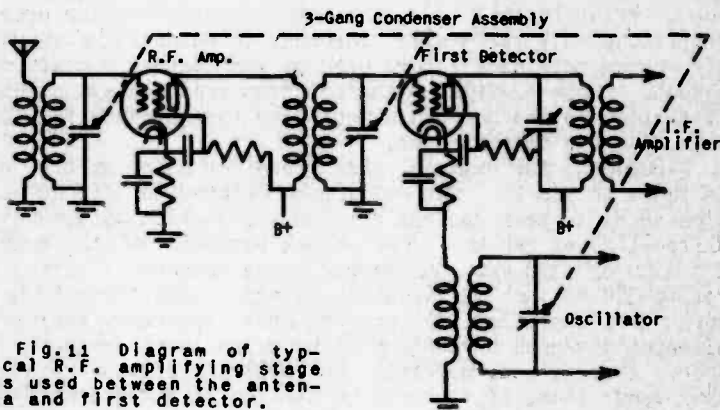 3-Gang Condenser Assembly
R.F. Amp.
First Detector
I.F.
Amplifier
B+
B+
Oscillator
Fig.11 Diagram of typ-
cal R.F. amplifying stage
s used between the anten-
a and first detector.